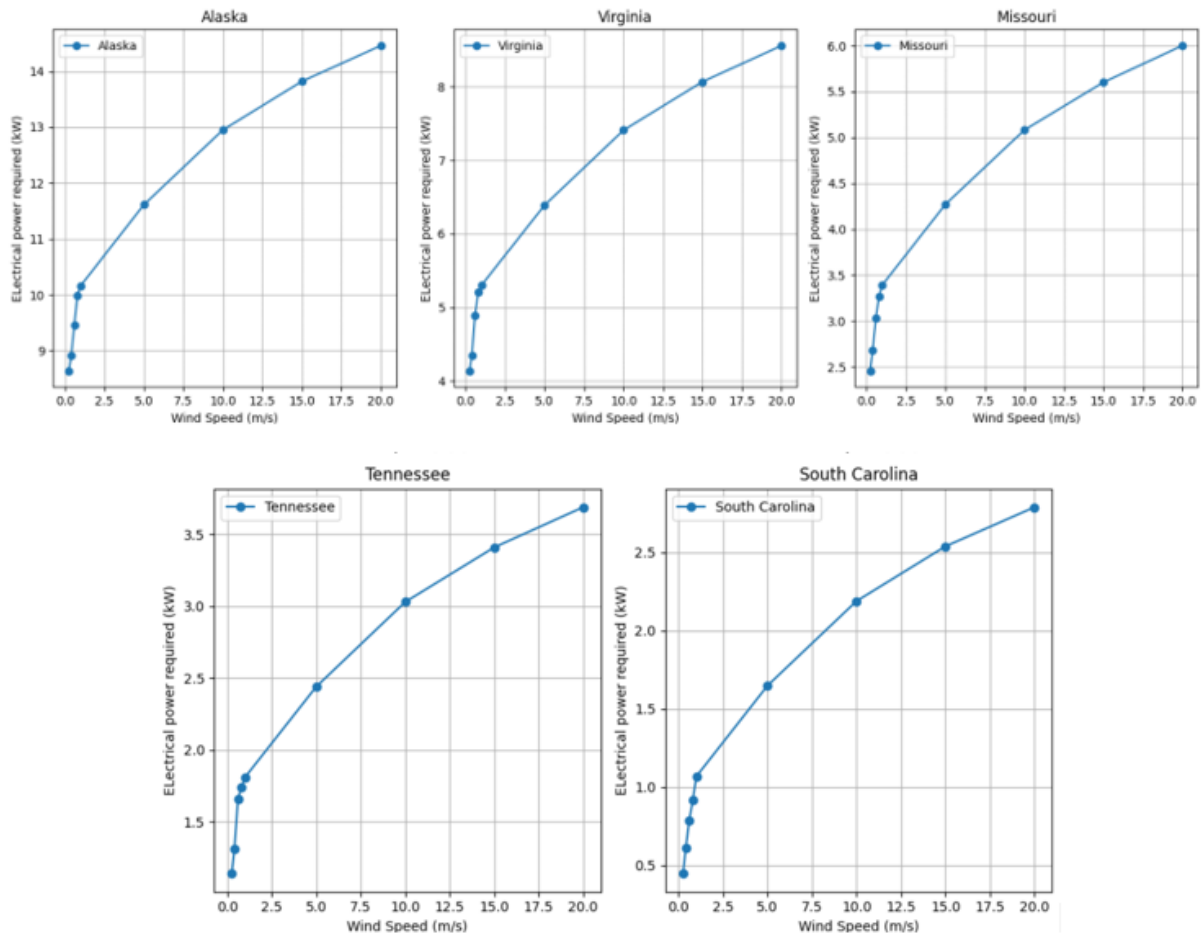 Alaska
Alaska
14
13
12
11
10
9
ELectrical power required (kW)
0.0 2.5 5.0 7.5 10.0 12.5 15.0 17.5 20.0
Wind Speed (m/s)
Virginia
Virginia
8
7
6
5
4
ELectrical power required (kW)
0.0 2.5 5.0 7.5 10.0 12.5 15.0 17.5 20.0
Wind Speed (m/s)
Missouri
Missouri
6.0
5.5
5.0
4.5
4.0
3.5
3.0
2.5
ELectrical power required (kW)
0.0 2.5 5.0 7.5 10.0 12.5 15.0 17.5 20.0
Wind Speed (m/s)
Tennessee
Tennessee
3.5
3.0
2.5
2.0
1.5
ELectrical power required (kW)
0.0 2.5 5.0 7.5 10.0 12.5 15.0 17.5 20.0
Wind Speed (m/s)
South Carolina
South Carolina
2.5
2.0
1.5
1.0
0.5
ELectrical power required (kW)
0.0 2.5 5.0 7.5 10.0 12.5 15.0 17.5 20.0
Wind Speed (m/s)